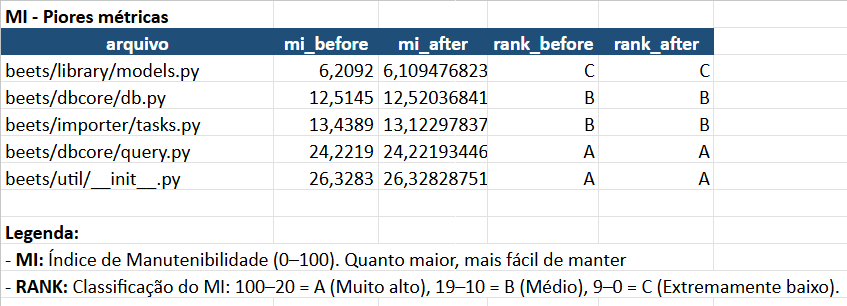 MI - Piores métricas
arquivo mi_before mi_after rank_before rank_after
beets/library/models.py 6,2092 6,109476823 C C
beets/dbcore/db.py 12,5145 12,52036841 B B
beets/importer/tasks.py 13,4389 13,12297837 B B
beets/dbcore/query.py 24,2219 24,22193446 A A
beets/util/__init__.py 26,3283 26,32828751 A A
Legenda:
- MI: Índice de Manutenibilidade (0–100). Quanto maior, mais fácil de manter
- RANK: Classificação do MI: 100–20 = A (Muito alto), 19–10 = B (Médio), 9–0 = C (Extremamente baixo).